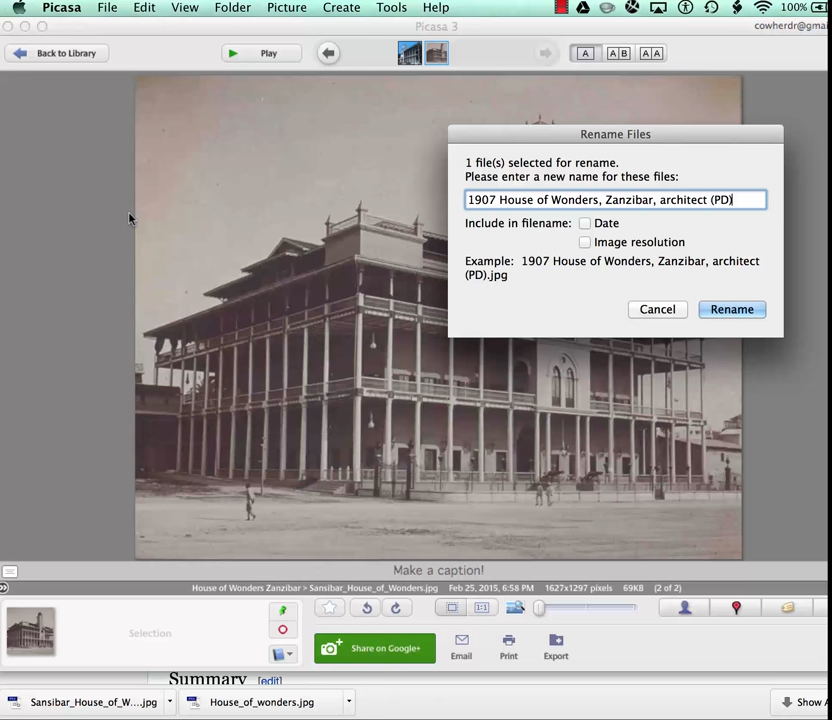 Picasa File Edit View Folder Picture Create Tools Help 100%
Picasa 3 cowherdr@gma
Back to Library Play A AB AA
Rename Files
1 file(s) selected for rename.
Please enter a new name for these files:
1907 House of Wonders, Zanzibar, architect (PD)
Include in filename: Date
Image resolution
Example: 1907 House of Wonders, Zanzibar, architect
(PD).jpg
Cancel Rename
Make a caption!
House of Wonders Zanzibar > Sansibar_House_of_Wonders.jpg Feb 25, 2015, 6:58 PM 1627x1297 pixels 69KB (2 of 2)
1:1
Selection
Share on Google+
Email Print Export
Summary [edit]
Sansibar_House_of_W....jpg House_of_wonders.jpg Show A